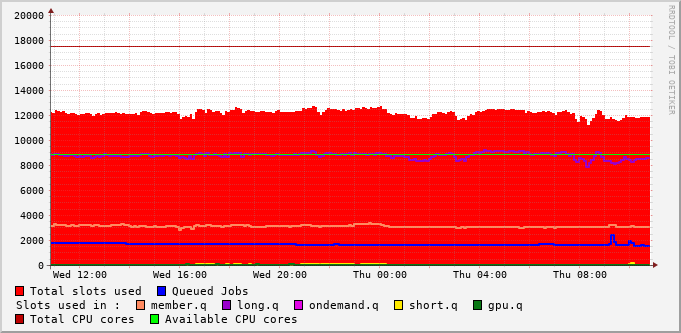 RRDTOOL / TOBI OETIKER
20000
18000
16000
14000
12000
10000
8000
6000
4000
2000
0
Wed 12:00 Wed 16:00 Wed 20:00 Thu 00:00 Thu 04:00 Thu 08:00
Total slots used Queued Jobs
Slots used in : member.q long.q ondemand.q short.q gpu.q
Total CPU cores Available CPU cores